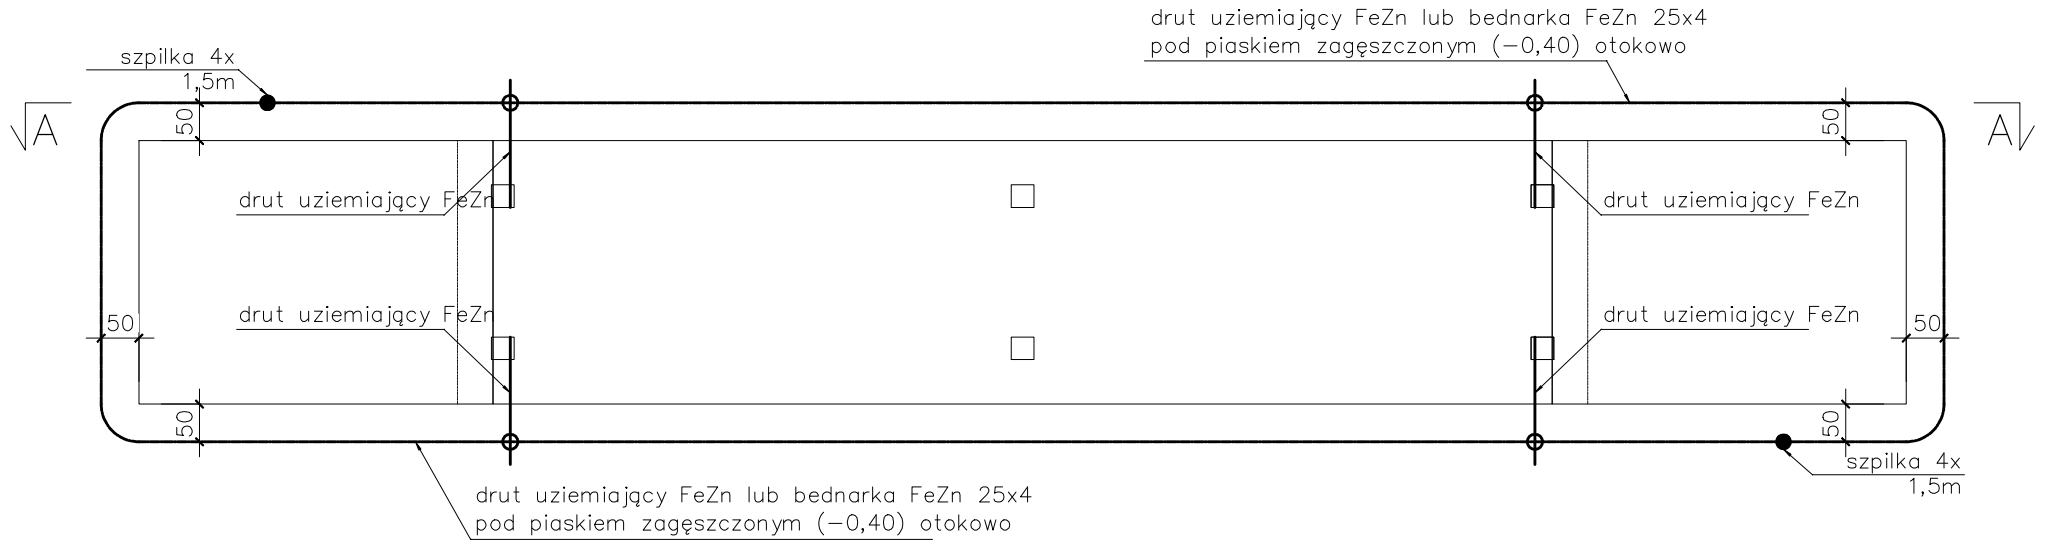 drut uziemiający FeZn lub bednarka FeZn 25x4
pod piaskiem zagęszczonym (−0,40) otokowo
szpilka 4x
1,5m
A
50
50
A
drut uziemiający FeZn
drut uziemiający FeZn
drut uziemiający FeZn
drut uziemiający FeZn
50
50
50
50
szpilka 4x
1,5m
drut uziemiający FeZn lub bednarka FeZn 25x4
pod piaskiem zagęszczonym (−0,40) otokowo